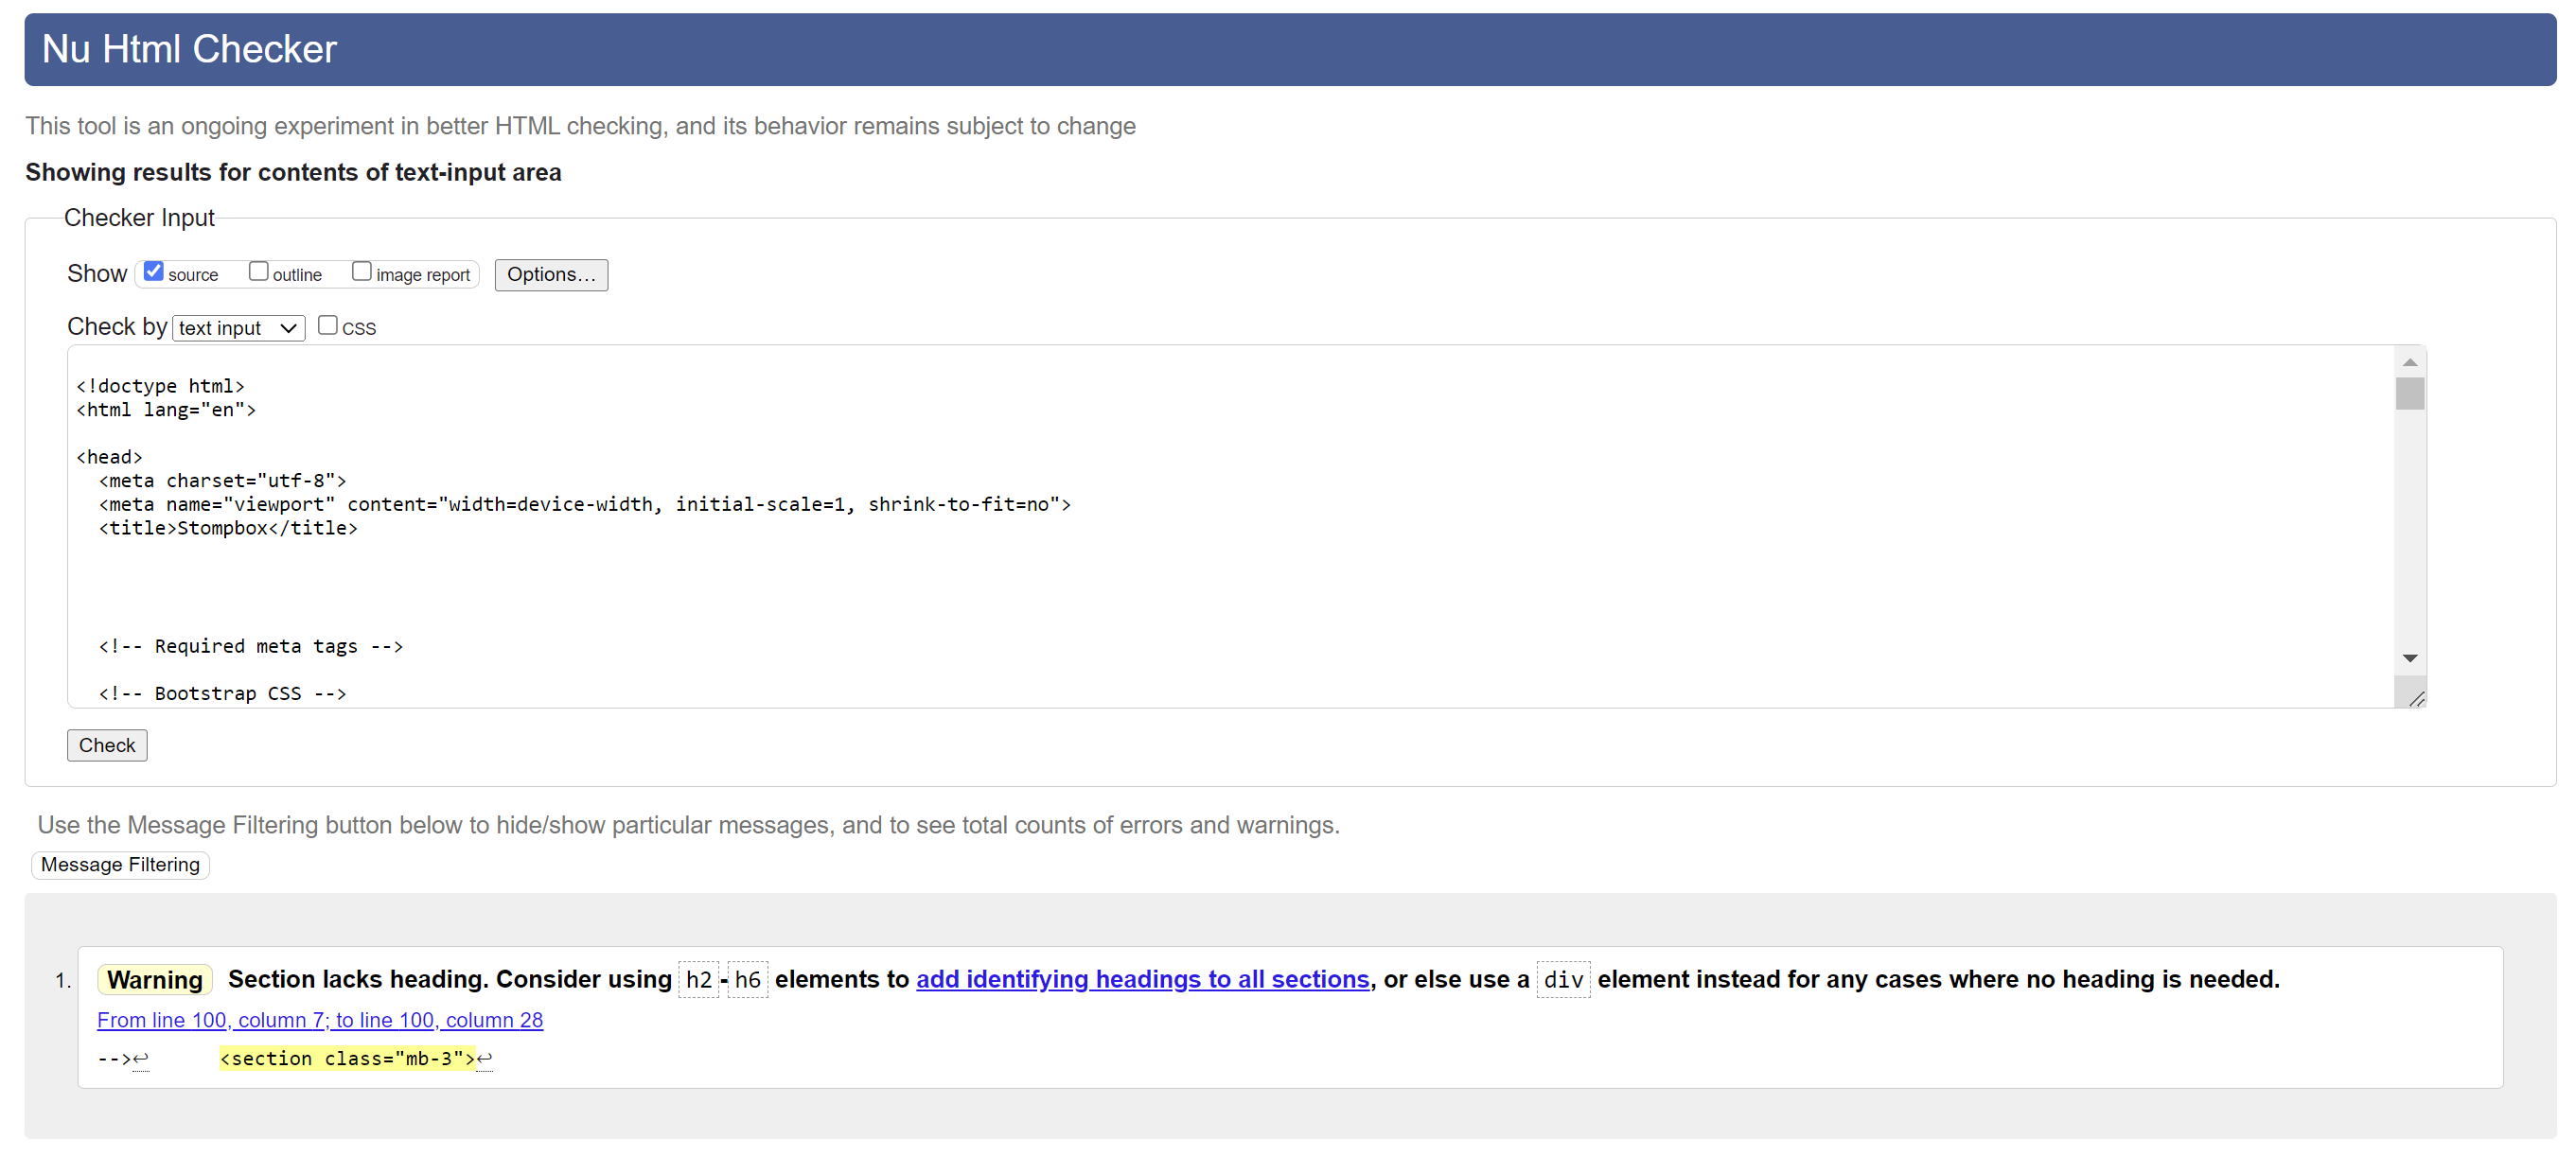 Nu Html Checker
This tool is an ongoing experiment in better HTML checking, and its behavior remains subject to change
Showing results for contents of text-input area
Checker Input
Show source outline image report Options...
Check by text input CSS
<!doctype html>
<html lang="en">
<head>
<meta charset="utf-8">
<meta name="viewport" content="width=device-width, initial-scale=1, shrink-to-fit=no">
<title>Stompbox</title>
<!-- Required meta tags -->
<!-- Bootstrap CSS -->
Check
Use the Message Filtering button below to hide/show particular messages, and to see total counts of errors and warnings.
Message Filtering
1. Warning Section lacks heading. Consider using h2-h6 elements to add identifying headings to all sections, or else use a div element instead for any cases where no heading is needed.
From line 100, column 7; to line 100, column 28
-->↩ <section class="mb-3">↩